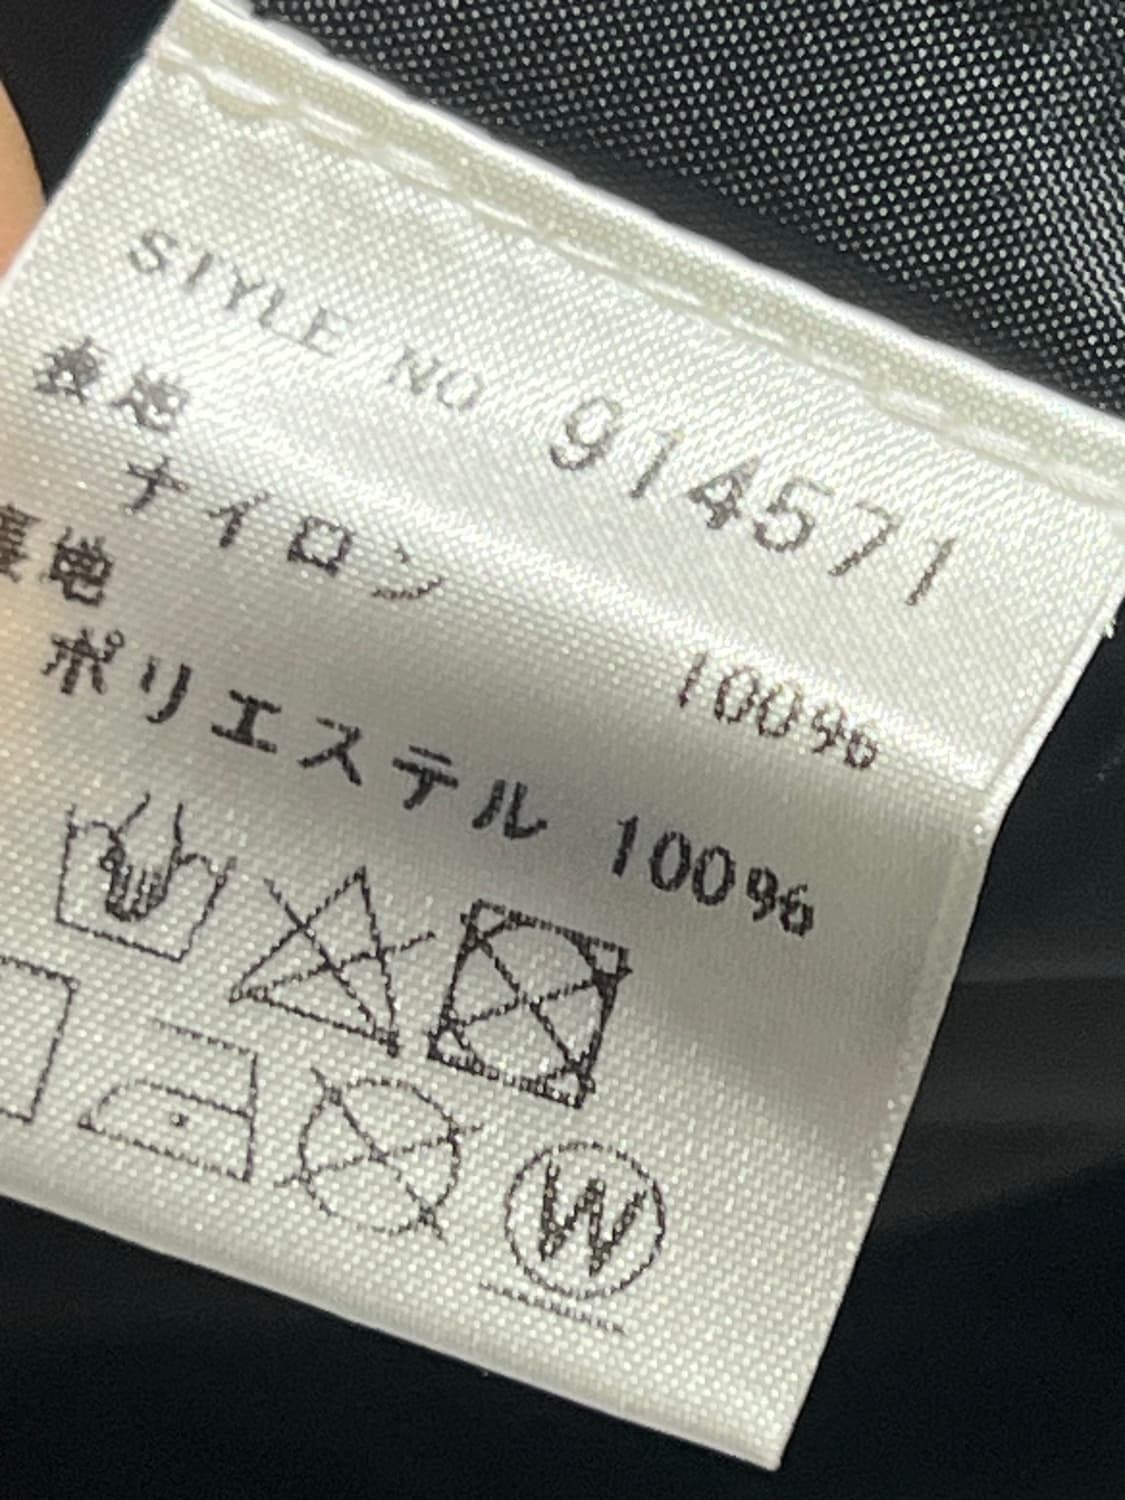 STYLE NO 914571
表地
ナイロン 100%
裏地
ポリエステル 100%
W